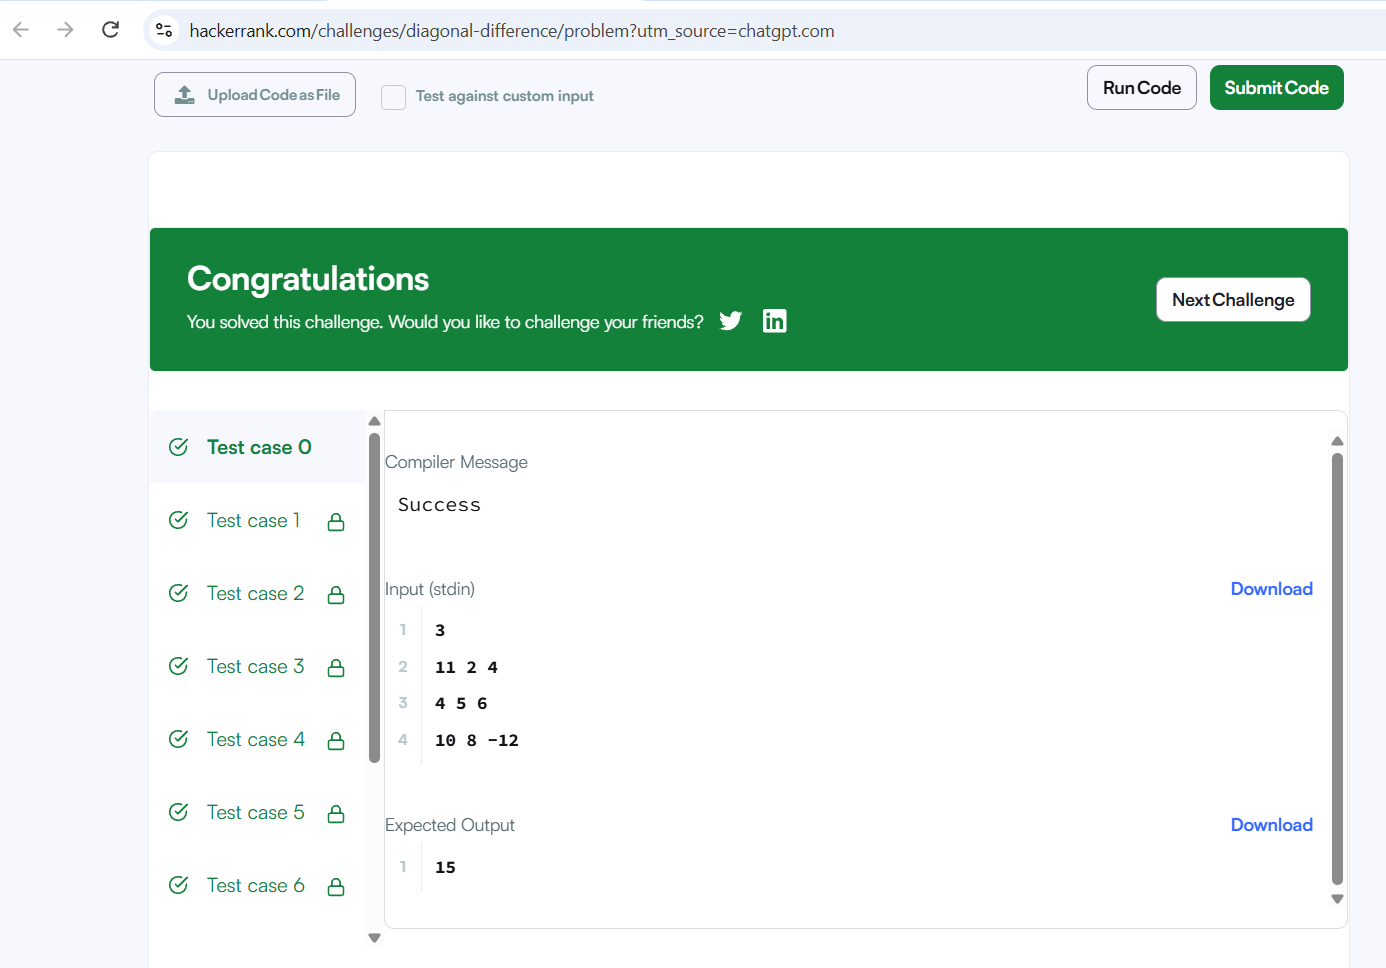 hackerrank.com/challenges/diagonal-difference/problem?utm_source=chatgpt.com
Upload Code as File
Test against custom input
Run Code
Submit Code
Congratulations
You solved this challenge. Would you like to challenge your friends?
in
Next Challenge
Test case 0
Test case 1
Test case 2
Test case 3
Test case 4
Test case 5
Test case 6
Compiler Message
Success
Input (stdin)
Download
1 3
2 11 2 4
3 4 5 6
4 10 8 -12
Expected Output
Download
1 15